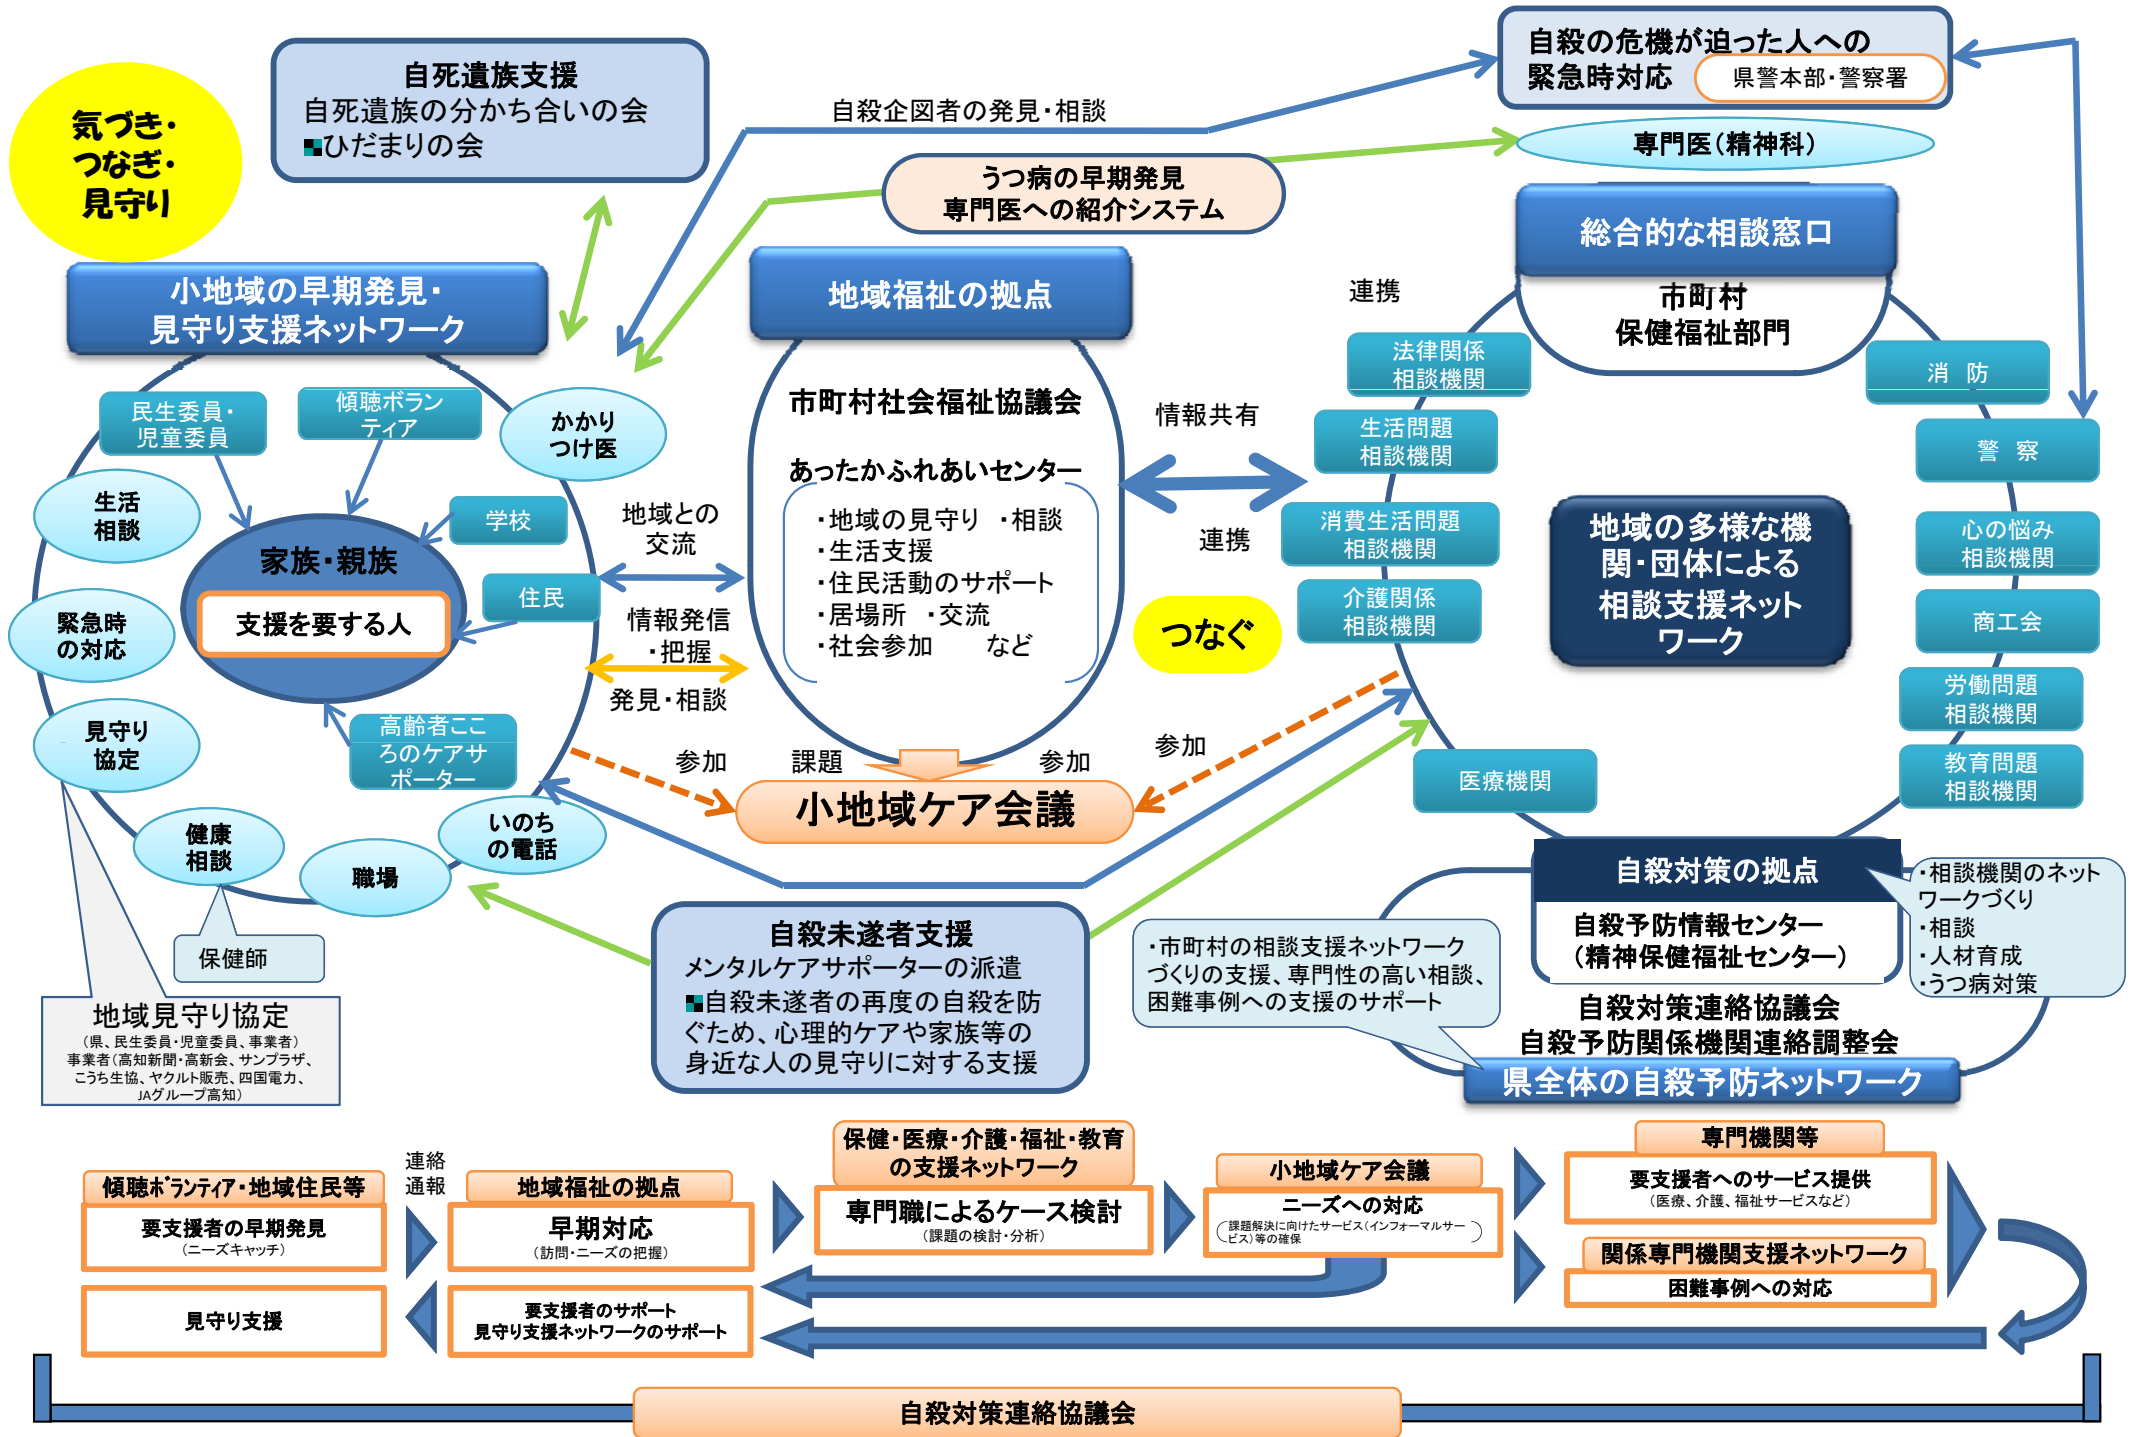 気づき・
つなぎ・
見守り
自死遺族支援
自死遺族の分かち合いの会
ひだまりの会
自殺企図者の発見・相談
自殺の危機が迫った人への
緊急時対応
県警本部・警察署
専門医(精神科)
うつ病の早期発見
専門医への紹介システム
小地域の早期発見・
見守り支援ネットワーク
地域福祉の拠点
総合的な相談窓口
市町村
保健福祉部門
連携
民生委員・
児童委員
傾聴ボラン
ティア
かかり
つけ医
生活
相談
学校
家族・親族
支援を要する人
住民
緊急時
の対応
見守り
協定
高齢者ここ
ろのケアサ
ポーター
健康
相談
職場
いのち
の電話
保健師
地域見守り協定
(県、民生委員・児童委員、事業者)
事業者(高知新聞・高新会、サンプラザ、
こうち生協、ヤクルト販売、四国電力、
JAグループ高知)
地域との
交流
情報発信
・把握
発見・相談
市町村社会福祉協議会
あったかふれあいセンター
・地域の見守り ・相談
・生活支援
・住民活動のサポート
・居場所 ・交流
・社会参加 など
情報共有
連携
つなぐ
参加
課題
参加
参加
小地域ケア会議
法律関係
相談機関
生活問題
相談機関
消費生活問題
相談機関
介護関係
相談機関
医療機関
地域の多様な機
関・団体による
相談支援ネット
ワーク
消 防
警 察
心の悩み
相談機関
商工会
労働問題
相談機関
教育問題
相談機関
自殺未遂者支援
メンタルケアサポーターの派遣
自殺未遂者の再度の自殺を防
ぐため、心理的ケアや家族等の
身近な人の見守りに対する支援
・市町村の相談支援ネットワーク
づくりの支援、専門性の高い相談、
困難事例への支援のサポート
自殺対策の拠点
自殺予防情報センター
(精神保健福祉センター)
・相談機関のネット
ワークづくり
・相談
・人材育成
・うつ病対策
自殺対策連絡協議会
自殺予防関係機関連絡調整会
県全体の自殺予防ネットワーク
傾聴ボランティア・地域住民等
要支援者の早期発見
(ニーズキャッチ)
連絡
通報
地域福祉の拠点
早期対応
(訪問・ニーズの把握)
保健・医療・介護・福祉・教育
の支援ネットワーク
専門職によるケース検討
(課題の検討・分析)
小地域ケア会議
ニーズへの対応
課題解決に向けたサービス(インフォーマルサー
ビス)等の確保
専門機関等
要支援者へのサービス提供
(医療、介護、福祉サービスなど)
関係専門機関支援ネットワーク
困難事例への対応
見守り支援
要支援者のサポート
見守り支援ネットワークのサポート
自殺対策連絡協議会